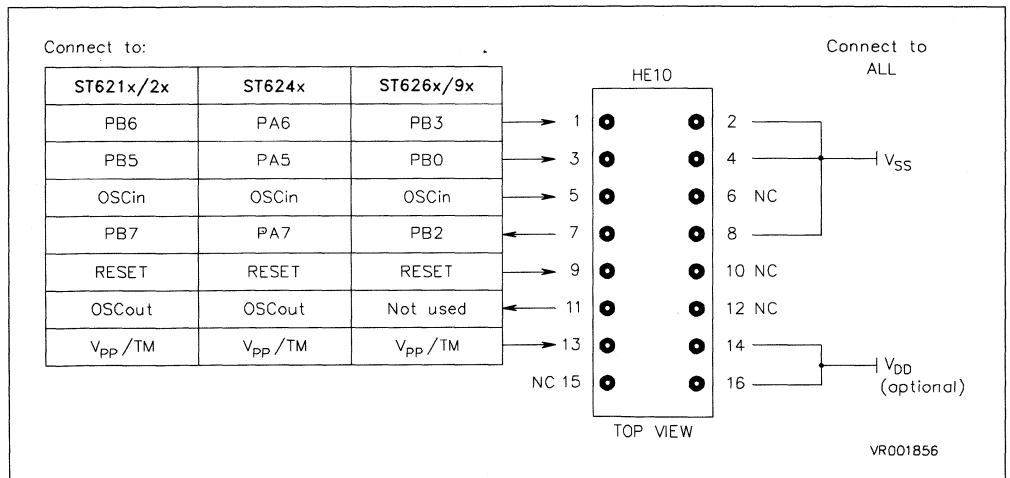 Connect to:
Connect to
ALL
HE10
ST621x/2x ST624x ST626x/9x
PB6 PA6 PB3 1 2
PB5 PA5 PB0 3 4 VSS
OSCin OSCin OSCin 5 6 NC
PB7 PA7 PB2 7 8
RESET RESET RESET 9 10 NC
OSCout OSCout Not used 11 12 NC
VPP/TM VPP/TM VPP/TM 13 14 VDD
(optional)
NC 15 16
TOP VIEW
VR001856